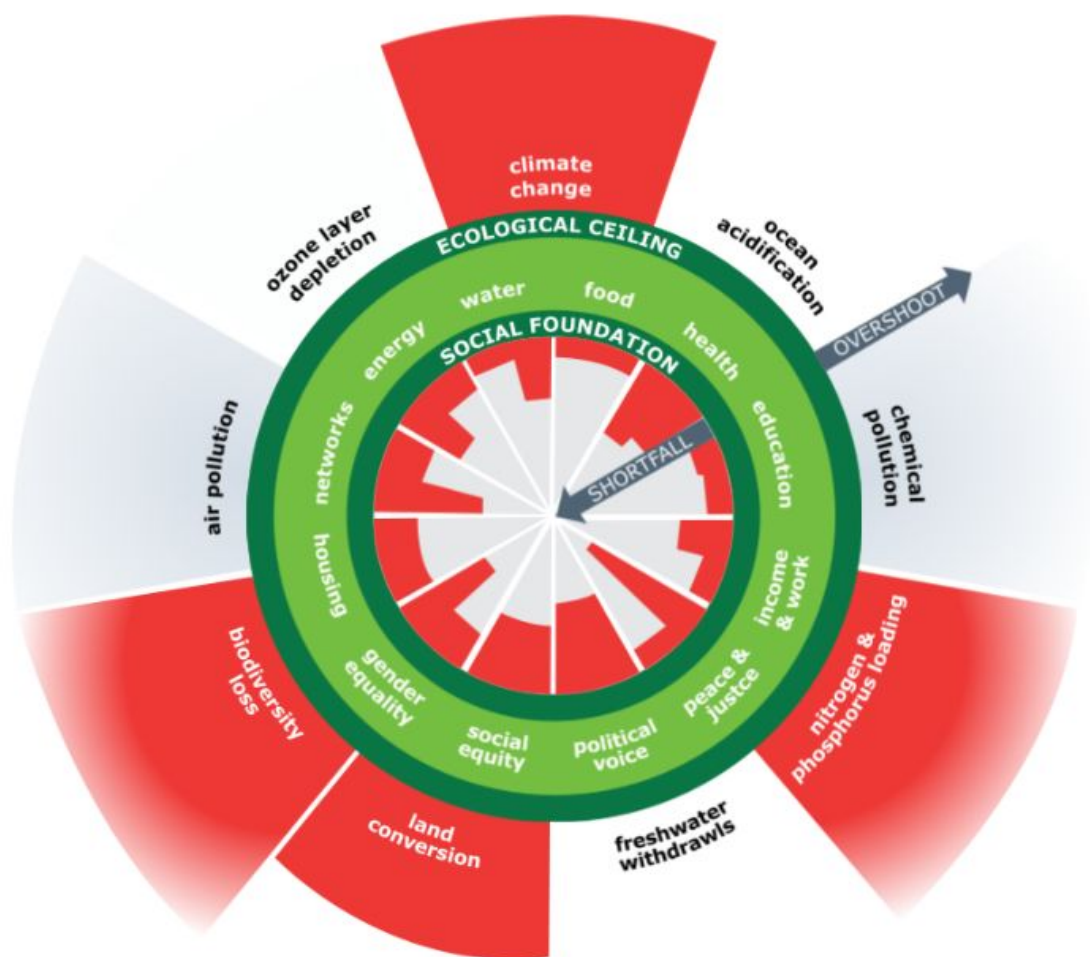 climate
change
ECOLOGICAL CEILING
ozone layer
depletion
ocean
acidification
water
food
energy
health
SOCIAL FOUNDATION
OVERSHOOT
SHORTFALL
networks
education
air pollution
chemical
pollution
housing
income
& work
biodiversity
loss
nitrogen &
phosphorus loading
gender
equality
peace &
justce
social
equity
political
voice
land
conversion
freshwater
withdrawls